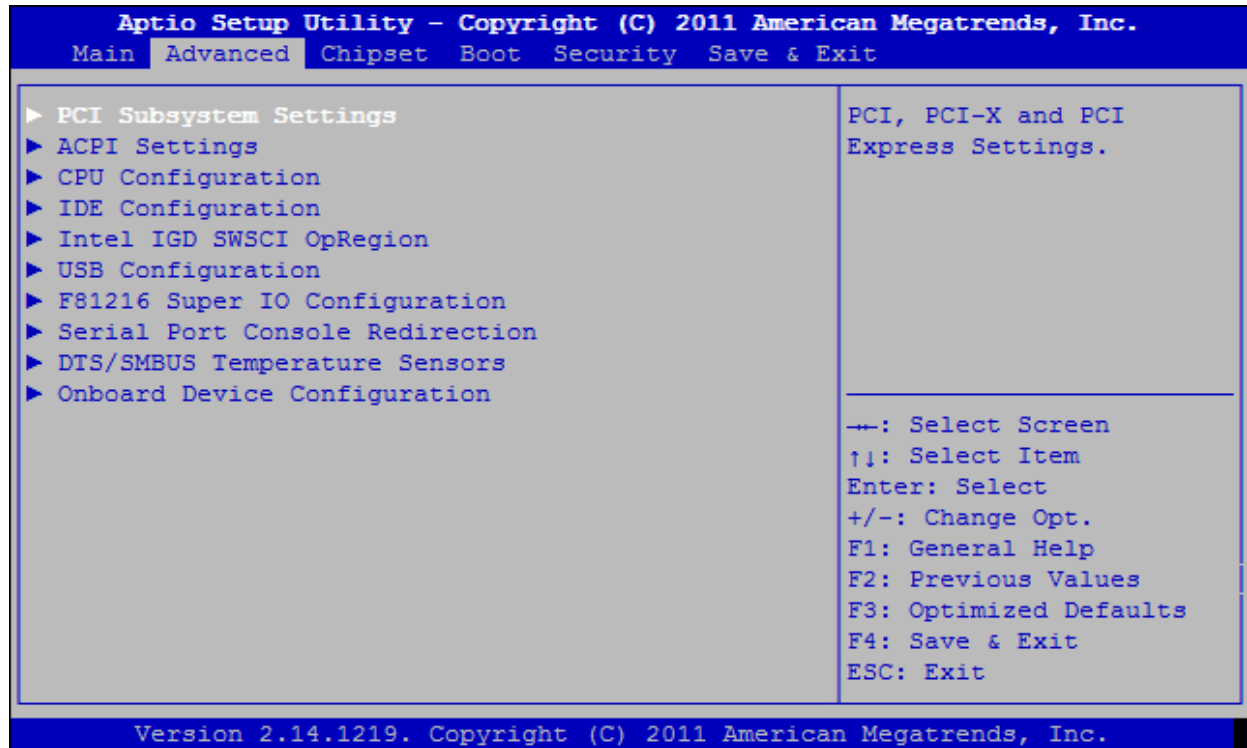 Aptio Setup Utility – Copyright (C) 2011 American Megatrends, Inc.
Main Advanced Chipset Boot Security Save & Exit
► PCI Subsystem Settings
► ACPI Settings
► CPU Configuration
► IDE Configuration
► Intel IGD SWSCI OpRegion
► USB Configuration
► F81216 Super IO Configuration
► Serial Port Console Redirection
► DTS/SMBUS Temperature Sensors
► Onboard Device Configuration
PCI, PCI-X and PCI
Express Settings.
→←: Select Screen
↑↓: Select Item
Enter: Select
+/-: Change Opt.
F1: General Help
F2: Previous Values
F3: Optimized Defaults
F4: Save & Exit
ESC: Exit
Version 2.14.1219. Copyright (C) 2011 American Megatrends, Inc.